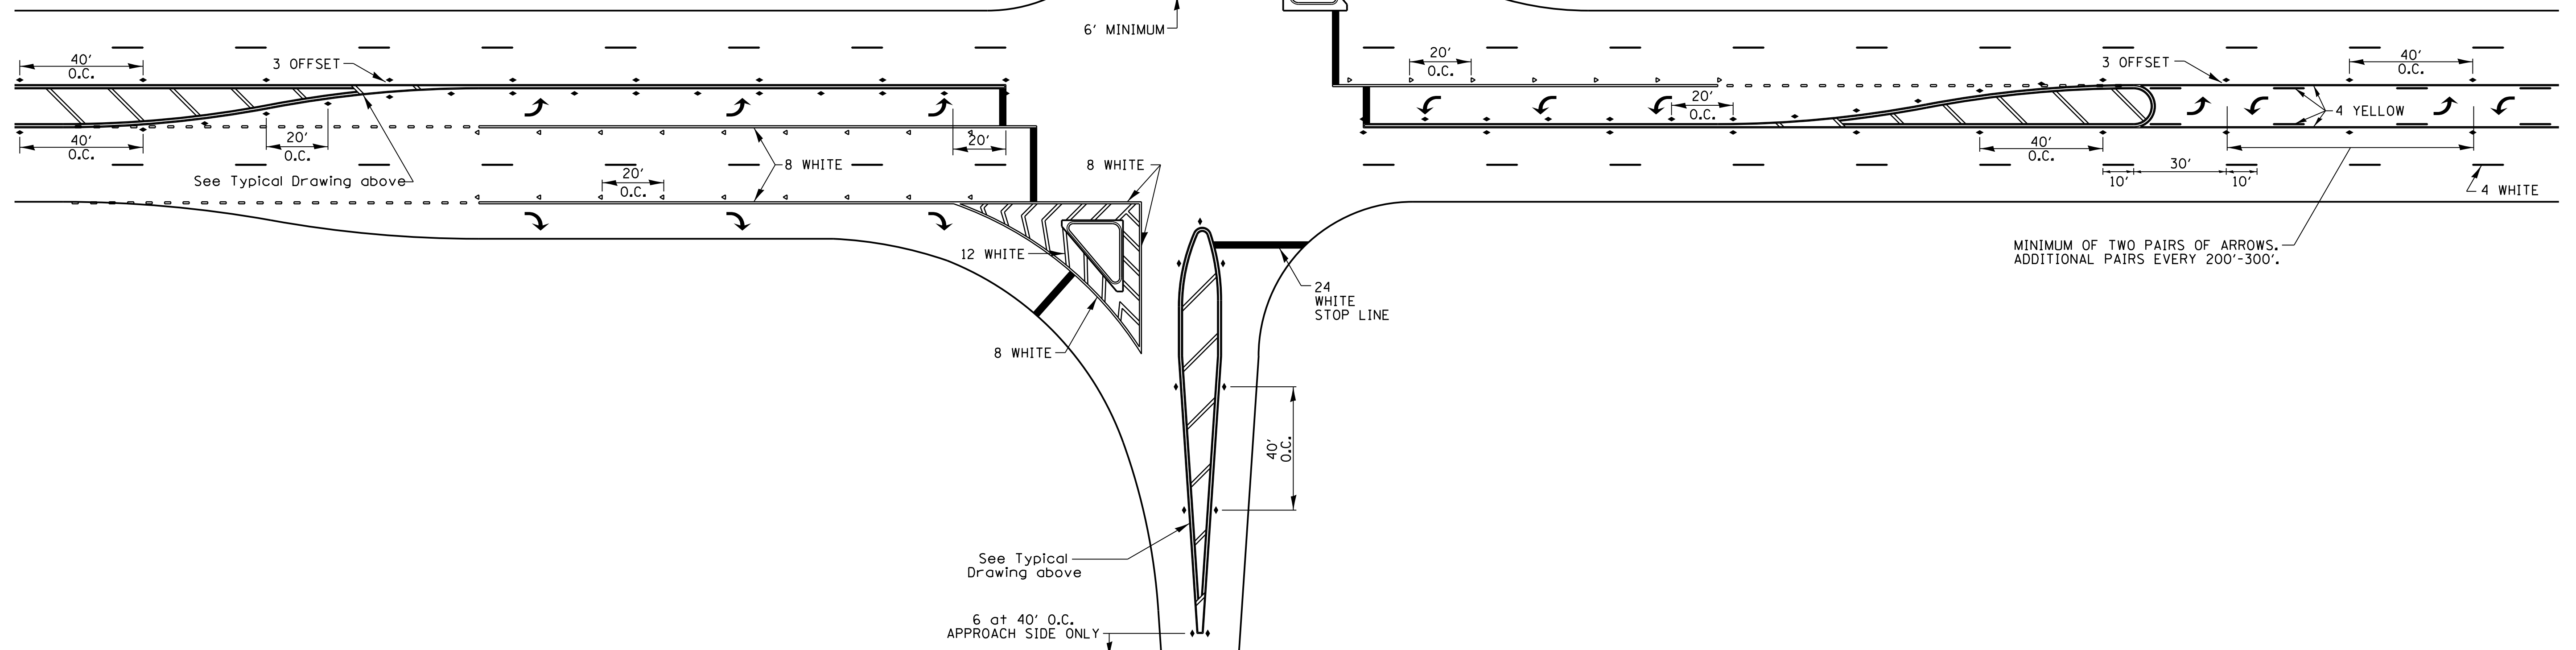 6' MINIMUM
40'
O.C.
3 OFFSET
20'
O.C.
3 OFFSET
40'
O.C.
20'
O.C.
4 YELLOW
40'
O.C.
20'
O.C.
20'
See Typical Drawing above
20'
O.C.
8 WHITE
8 WHITE
40'
O.C.
10'
30'
10'
4 WHITE
12 WHITE
MINIMUM OF TWO PAIRS OF ARROWS.
ADDITIONAL PAIRS EVERY 200'-300'.
24
WHITE
STOP LINE
8 WHITE
40'
O.C.
See Typical
Drawing above
6 at 40' O.C.
APPROACH SIDE ONLY